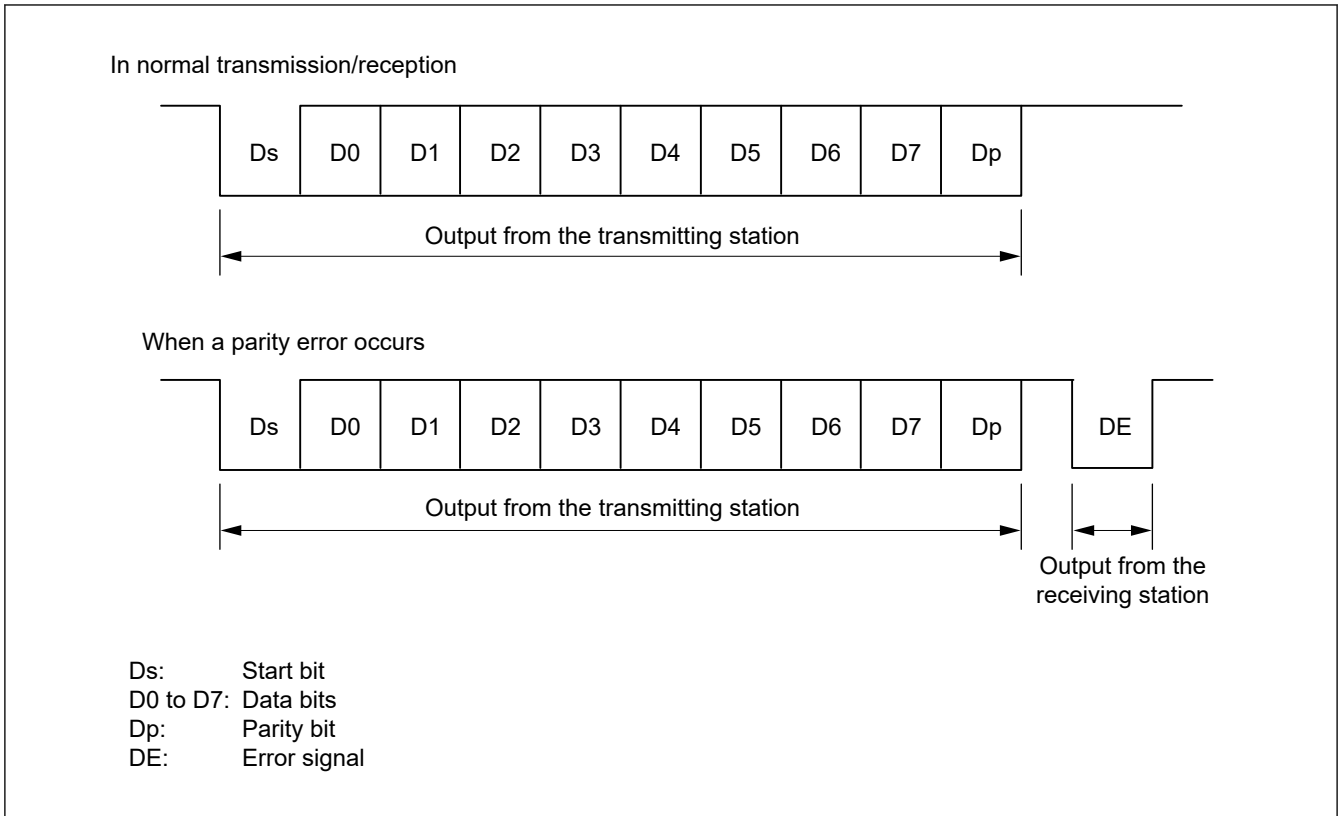 In normal transmission/reception
Ds D0 D1 D2 D3 D4 D5 D6 D7 Dp
Output from the transmitting station
When a parity error occurs
Ds D0 D1 D2 D3 D4 D5 D6 D7 Dp DE
Output from the transmitting station
Output from the
receiving station
Ds: Start bit
D0 to D7: Data bits
Dp: Parity bit
DE: Error signal